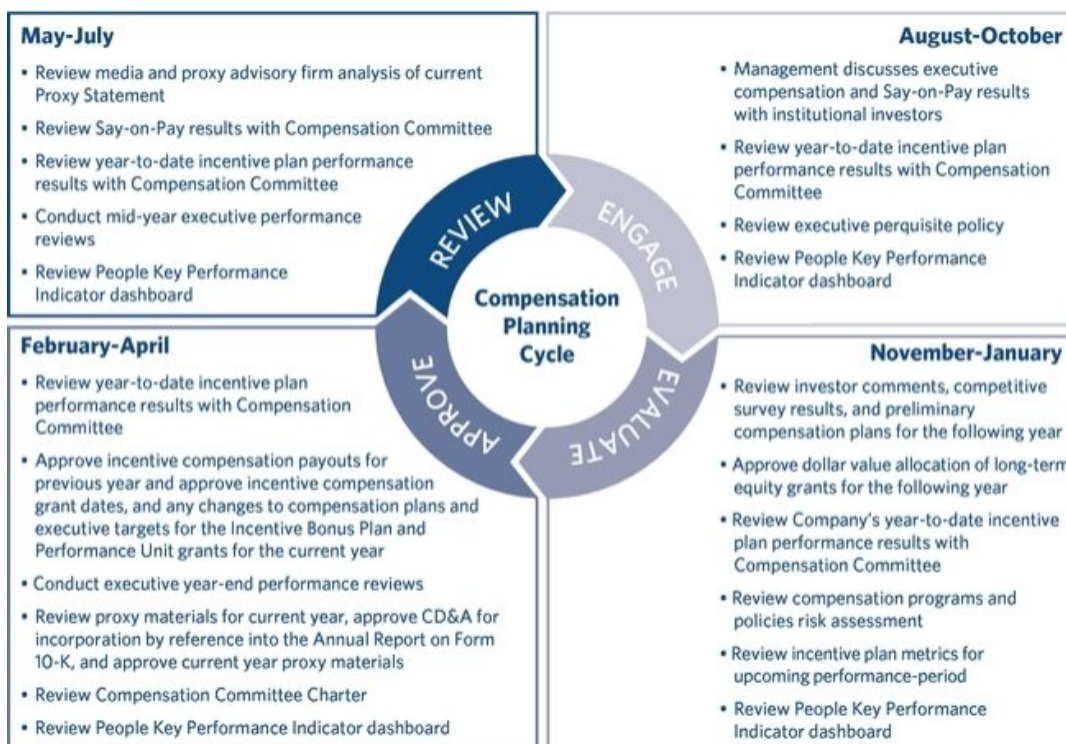 May-July
• Review media and proxy advisory firm analysis of current
Proxy Statement
• Review Say-on-Pay results with Compensation Committee
• Review year-to-date incentive plan performance
results with Compensation Committee
• Conduct mid-year executive performance
reviews
• Review People Key Performance
Indicator dashboard
August-October
• Management discusses executive
compensation and Say-on-Pay results
with institutional investors
• Review year-to-date incentive plan
performance results with Compensation
Committee
• Review executive perquisite policy
• Review People Key Performance
Indicator dashboard
REVIEW
ENGAGE
Compensation
Planning
Cycle
APPROVE
EVALUATE
February-April
• Review year-to-date incentive plan
performance results with Compensation
Committee
• Approve incentive compensation payouts for
previous year and approve incentive compensation
grant dates, and any changes to compensation plans and
executive targets for the Incentive Bonus Plan and
Performance Unit grants for the current year
• Conduct executive year-end performance reviews
• Review proxy materials for current year, approve CD&A for
incorporation by reference into the Annual Report on Form
10-K, and approve current year proxy materials
• Review Compensation Committee Charter
• Review People Key Performance Indicator dashboard
November-January
• Review investor comments, competitive
survey results, and preliminary
compensation plans for the following year
• Approve dollar value allocation of long-term
equity grants for the following year
• Review Company's year-to-date incentive
plan performance results with
Compensation Committee
• Review compensation programs and
policies risk assessment
• Review incentive plan metrics for
upcoming performance-period
• Review People Key Performance
Indicator dashboard